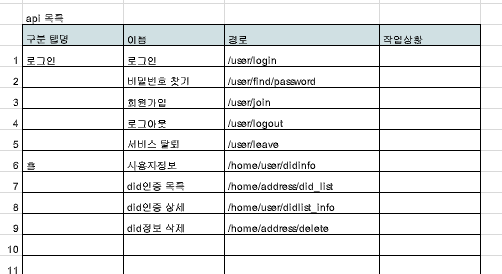 api 목록
구분 탭명 이름 경로 작업상황
1 로그인 로그인 /user/login
2 비밀번호 찾기 /user/find/password
3 회원가입 /user/join
4 로그아웃 /user/logout
5 서비스 탈퇴 /user/leave
6 홈 사용자정보 /home/user/didinfo
7 did인증 목록 /home/address/did_list
8 did인증 상세 /home/user/didlist_info
9 did정보 삭제 /home/address/delete
10
11